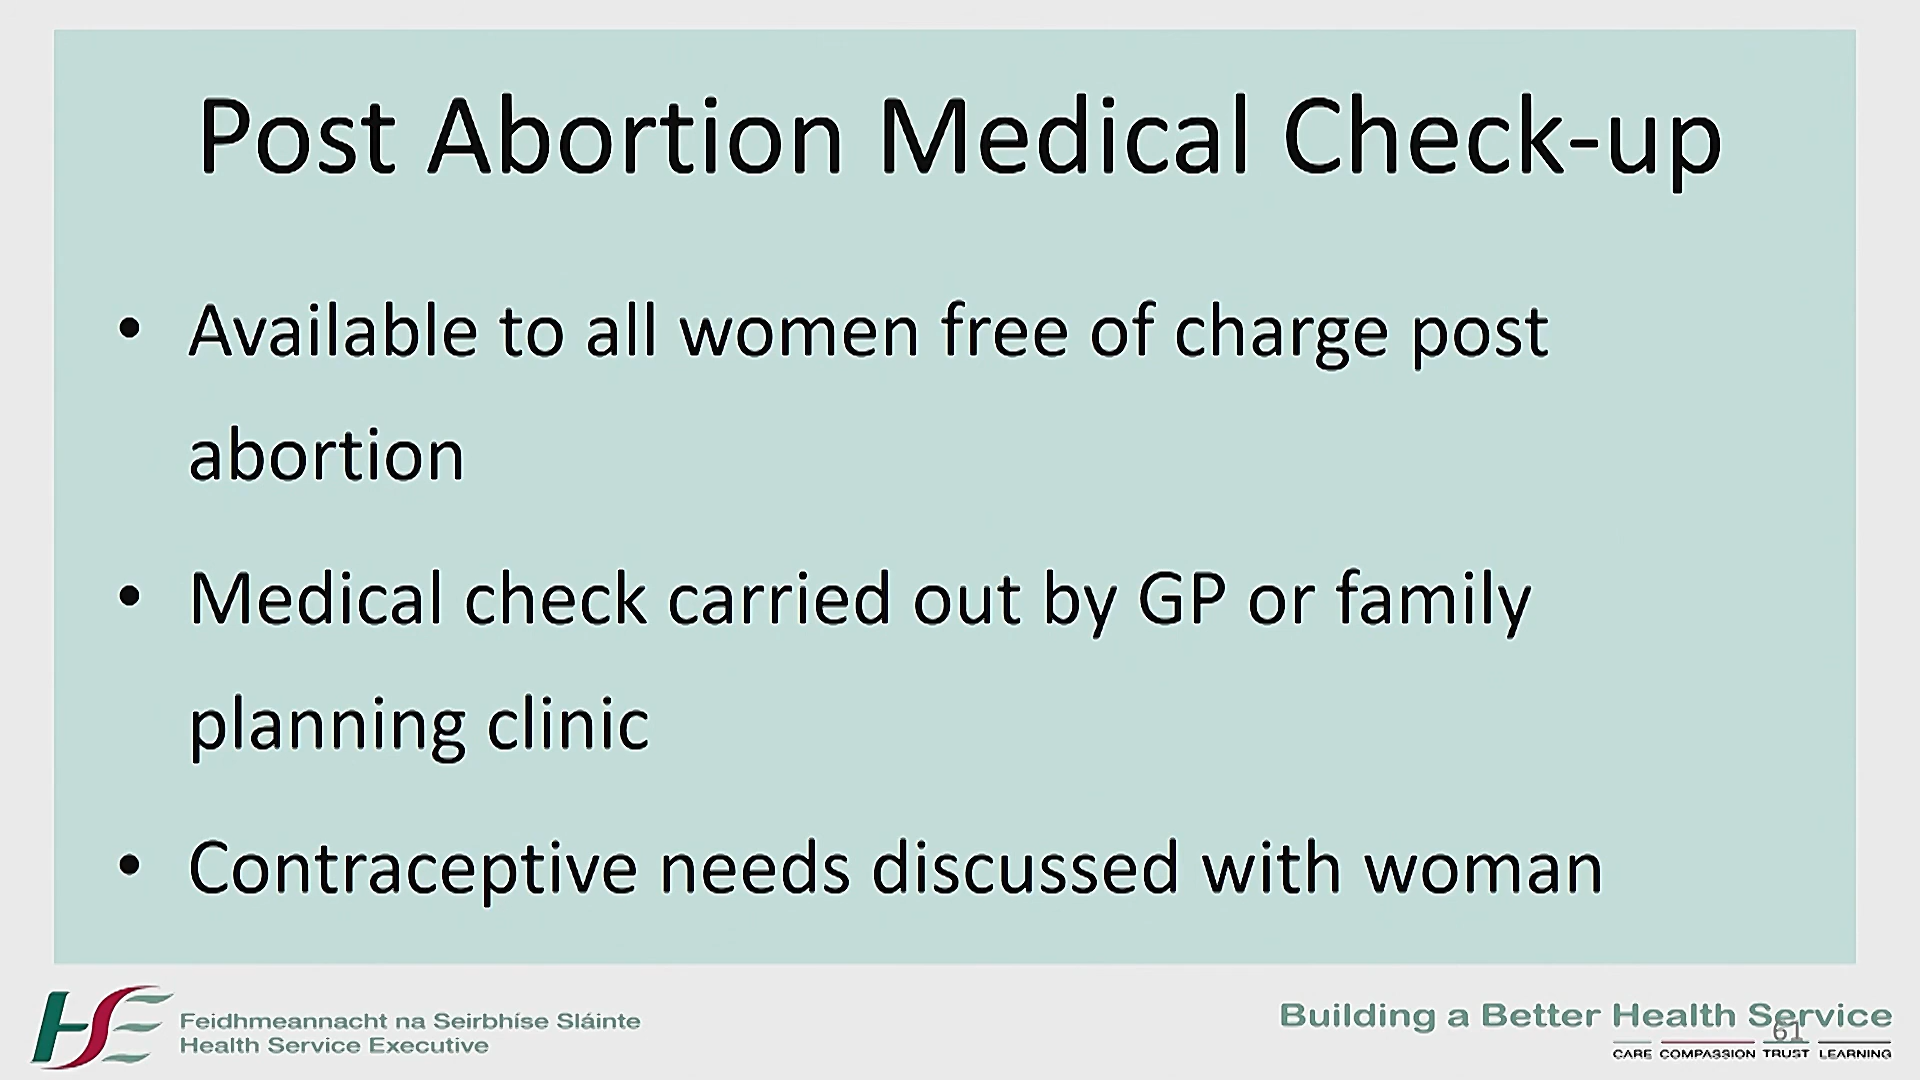 Post Abortion Medical Check-up
• Available to all women free of charge post
abortion
• Medical check carried out by GP or family
planning clinic
• Contraceptive needs discussed with woman
HSE
Feidhmeannacht na Seirbhíse Sláinte
Health Service Executive
Building a Better Health Service
61
CARE COMPASSION TRUST LEARNING